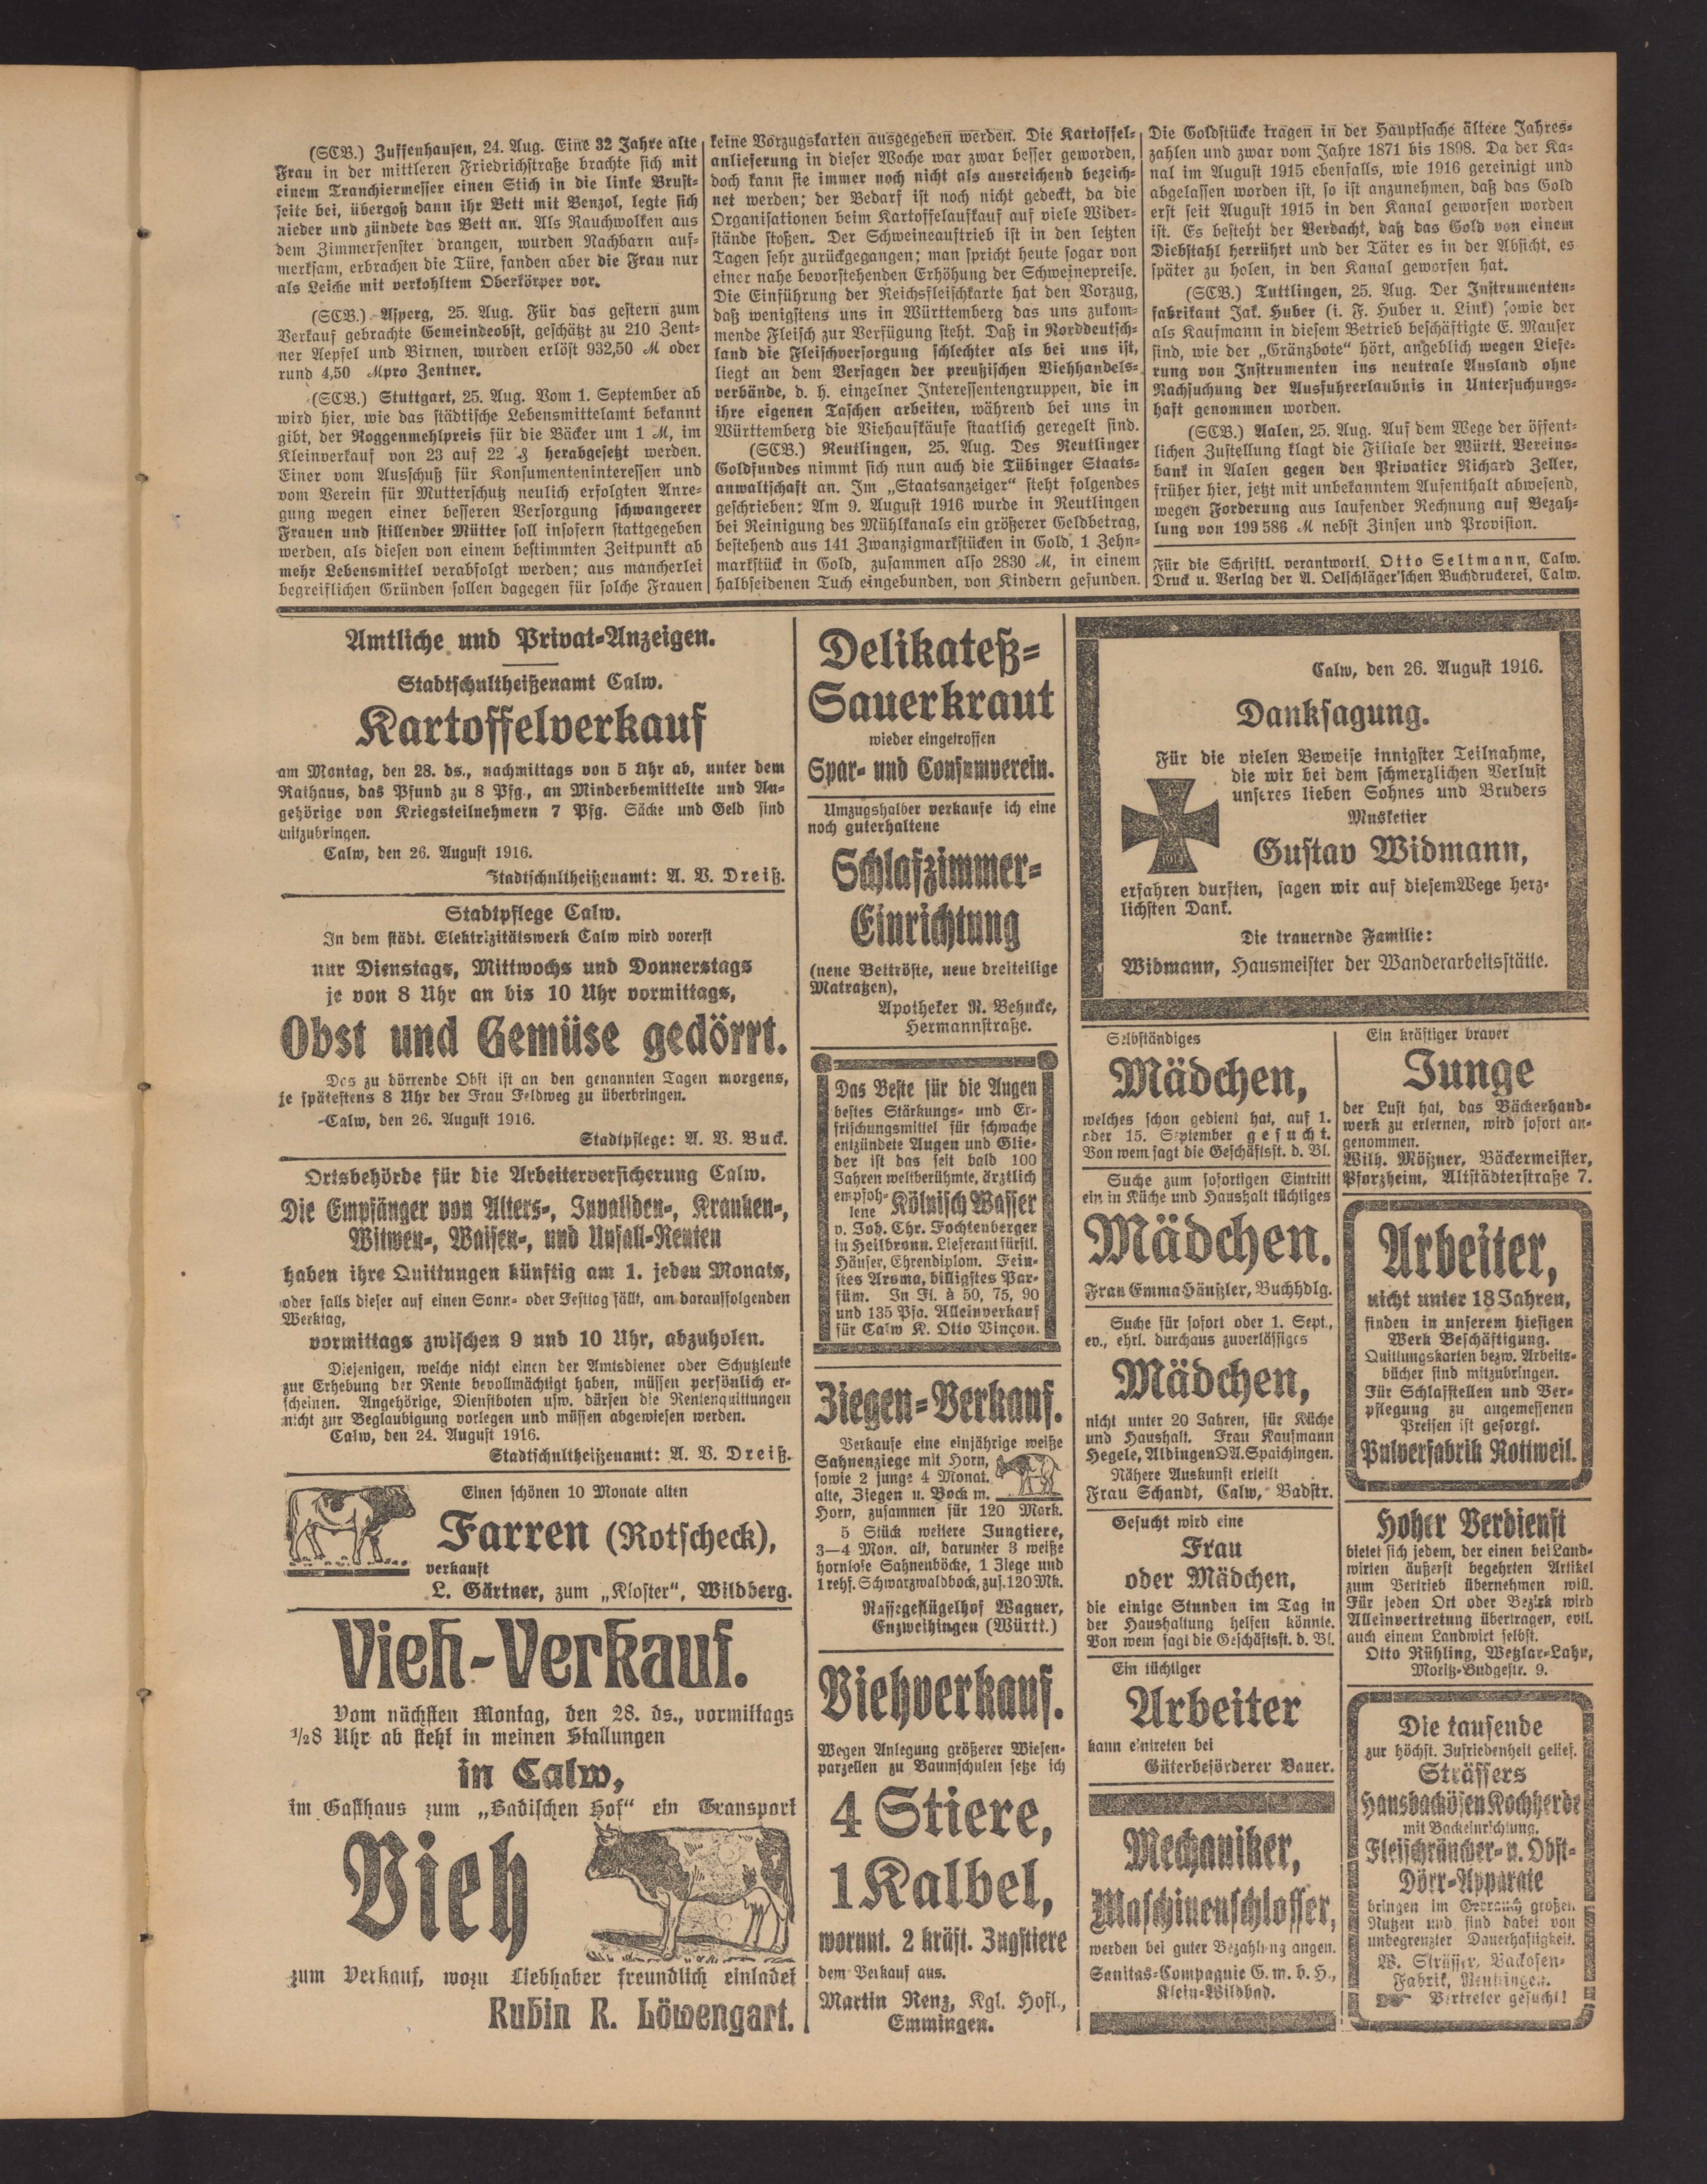 (SCB.) Zuffenhausen, 24. Aug. Eine 32 Jahre alte
Frau in der mittleren Friedrichstraße brachte sich mit
einem Tranchiermesser einen Stich in die linke Brust-
seite bei, übergoß dann ihr Bett mit Benzol, legte sich
nieder und zündete das Bett an. Als Rauchwolken aus
dem Zimmerfenster drangen, wurden Nachbarn auf-
merksam, erbrachen die Türe, fanden aber die Frau nur
als Leiche mit verkohltem Oberkörper vor.
(SCB.) Asperg, 25. Aug. Für das gestern zum
Verkauf gebrachte Gemeindeobst, geschätzt zu 210 Zent-
ner Aepfel und Birnen, wurden erlöst 932,50 M oder
rund 4,50 M pro Zentner.
(SCB.) Stuttgart, 25. Aug. Vom 1. September ab
wird hier, wie das städtische Lebensmittelamt bekannt
gibt, der Roggenmehlpreis für die Bäcker um 1 M, im
Kleinverkauf von 23 auf 22 ₰ herabgesetzt werden.
Einer vom Ausschuß für Konsumenteninteressen und
vom Verein für Mutterschutz neulich erfolgten Anre-
gung wegen einer besseren Versorgung schwangerer
Frauen und stillender Mütter soll insofern stattgegeben
werden, als diesen von einem bestimmten Zeitpunkt ab
mehr Lebensmittel verabfolgt werden; aus mancherlei
begreiflichen Gründen sollen dagegen für solche Frauen
keine Vorzugskarten ausgegeben werden. Die Kartoffel-
anlieferung in dieser Woche war zwar besser geworden,
doch kann sie immer noch nicht als ausreichend bezeich-
net werden; der Bedarf ist noch nicht gedeckt, da die
Organisationen beim Kartoffelaufkauf auf viele Wider-
stände stoßen. Der Schweineauftrieb ist in den letzten
Tagen sehr zurückgegangen; man spricht heute sogar von
einer nahe bevorstehenden Erhöhung der Schweinepreise.
Die Einführung der Reichsfleischkarte hat den Vorzug,
daß wenigstens uns in Württemberg das uns zukom-
mende Fleisch zur Verfügung steht. Daß in Norddeutsch-
land die Fleischversorgung schlechter als bei uns ist,
liegt an dem Versagen der preußischen Viehhandels-
verbände, d. h. einzelner Interessentengruppen, die in
ihre eigenen Taschen arbeiten, während bei uns in
Württemberg die Viehaufkäufe staatlich geregelt sind.
(SCB.) Reutlingen, 25. Aug. Des Reutlinger
Goldfundes nimmt sich nun auch die Tübinger Staats-
anwaltschaft an. Im „Staatsanzeiger“ steht folgendes
geschrieben: Am 9. August 1916 wurde in Reutlingen
bei Reinigung des Mühlkanals ein größerer Geldbetrag,
bestehend aus 141 Zwanzigmarkstücken in Gold, 1 Zehn-
markstück in Gold, zusammen also 2830 M, in einem
halbseidenen Tuch eingebunden, von Kindern gefunden.
Die Goldstücke tragen in der Hauptsache ältere Jahres-
zahlen und zwar vom Jahre 1871 bis 1898. Da der Ka-
nal im August 1915 ebenfalls, wie 1916 gereinigt und
abgelassen worden ist, so ist anzunehmen, daß das Gold
erst seit August 1915 in den Kanal geworfen worden
ist. Es besteht der Verdacht, daß das Gold von einem
Diebstahl herrührt und der Täter es in der Absicht, es
später zu holen, in den Kanal geworfen hat.
(SCB.) Tuttlingen, 25. Aug. Der Instrumenten-
fabrikant Jak. Huber (i. F. Huber u. Link) sowie der
als Kaufmann in diesem Betrieb beschäftigte E. Mauser
sind, wie der „Gränzbote“ hört, angeblich wegen Liefe-
rung von Instrumenten ins neutrale Ausland ohne
Nachsuchung der Ausfuhrerlaubnis in Untersuchungs-
haft genommen worden.
(SCB.) Aalen, 25. Aug. Auf dem Wege der öffent-
lichen Zustellung klagt die Filiale der Württ. Vereins-
bank in Aalen gegen den Privatier Richard Zeller,
früher hier, jetzt mit unbekanntem Aufenthalt abwesend,
wegen Forderung aus laufender Rechnung auf Bezah-
lung von 199 586 M nebst Zinsen und Provision.
Für die Schriftl. verantwortl. Otto Seltmann, Calw.
Druck u. Verlag der A. Oelschläger'schen Buchdruckerei, Calw.
Amtliche und Privat-Anzeigen.
Stadtschultheißenamt Calw.
Kartoffelverkauf
am Montag, den 28. ds., nachmittags von 5 Uhr ab, unter dem
Rathaus, das Pfund zu 8 Pfg., an Minderbemittelte und An-
gehörige von Kriegsteilnehmern 7 Pfg. Säcke und Geld sind
mitzubringen.
Calw, den 26. August 1916.
Stadtschultheißenamt: A. V. Dreiß.
Stadtpflege Calw.
In dem städt. Elektrizitätswerk Calw wird vorerst
nur Dienstags, Mittwochs und Donnerstags
je von 8 Uhr an bis 10 Uhr vormittags,
Obst und Gemüse gedörrt.
Das zu dörrende Obst ist an den genannten Tagen morgens,
je spätestens 8 Uhr der Frau Feldweg zu überbringen.
Calw, den 26. August 1916.
Stadtpflege: A. V. Buck.
Ortsbehörde für die Arbeiterversicherung Calw.
Die Empfänger von Alters-, Invaliden-, Kranken-,
Witwen-, Waisen-, und Unfall-Renten
haben ihre Quittungen künftig am 1. jeden Monats,
oder falls dieser auf einen Sonn- oder Festtag fällt, am darauffolgenden
Werktag,
vormittags zwischen 9 und 10 Uhr, abzuholen.
Diejenigen, welche nicht einen der Amtsdiener oder Schutzleute
zur Erhebung der Rente bevollmächtigt haben, müssen persönlich er-
scheinen. Angehörige, Dienstboten usw. dürfen die Rentenquittungen
nicht zur Beglaubigung vorlegen und müssen abgewiesen werden.
Calw, den 24. August 1916.
Stadtschultheißenamt: A. V. Dreiß.
Einen schönen 10 Monate alten
Farren (Rotscheck),
verkauft
L. Gärtner, zum „Kloster“, Wildberg.
Vieh-Verkauf.
Vom nächsten Montag, den 28. ds., vormittags
1/28 Uhr ab steht in meinen Stallungen
in Calw,
im Gasthaus zum „Badischen Hof“ ein Transport
Vieh
zum Verkauf, wozu Liebhaber freundlich einladet
Rubin R. Löwengart.
Delikateß-
Sauerkraut
wieder eingetroffen
Spar- und Consumverein.
Umzugshalber verkaufe ich eine
noch guterhaltene
Schlafzimmer-
Einrichtung
(neue Bettröste, neue dreiteilige
Matratzen),
Apotheker R. Behncke,
Hermannstraße.
Das Beste für die Augen
bestes Stärkungs- und Er-
frischungsmittel für schwache
entzündete Augen und Glie-
der ist das seit bald 100
Jahren weltberühmte, ärztlich
empfoh-
lene Kölnisch Wasser
v. Joh. Chr. Fochtenberger
in Heilbronn. Lieferant fürstl.
Häuser, Ehrendiplom. Fein-
stes Aroma, billigstes Par-
füm. In Fl. à 50, 75, 90
und 135 Pfg. Alleinverkauf
für Calw K. Otto Vinçon.
Ziegen-Verkauf.
Verkaufe eine einjährige weiße
Sahnenziege mit Horn,
sowie 2 junge 4 Monat.
alte, Ziegen u. Bock m.
Horn, zusammen für 120 Mark.
5 Stück weitere Jungtiere,
3—4 Mon. alt, darunter 3 weiße
hornlose Sahnenböcke, 1 Ziege und
1 rehf. Schwarzwaldbock, zus. 120 Mk.
Rassegeflügelhof Wagner,
Enzweihingen (Württ.)
Viehverkauf.
Wegen Anlegung größerer Wiesen-
parzellen zu Baumschulen setze ich
4 Stiere,
1 Kalbel,
worunt. 2 kräft. Zugstiere
dem Verkauf aus.
Martin Renz, Kgl. Hofl.,
Emmingen.
Calw, den 26. August 1916.
Danksagung.
Für die vielen Beweise innigster Teilnahme,
die wir bei dem schmerzlichen Verlust
unseres lieben Sohnes und Bruders
Musketier
Gustav Widmann,
erfahren durften, sagen wir auf diesem Wege herz-
lichsten Dank.
Die trauernde Familie:
Widmann, Hausmeister der Wanderarbeitsstätte.
Selbständiges
Mädchen,
welches schon gedient hat, auf 1.
oder 15. September gesucht.
Von wem sagt die Geschäftsst. d. Bl.
Suche zum sofortigen Eintritt
ein in Küche und Haushalt tüchtiges
Mädchen.
Frau Emma Häußler, Buchhdlg.
Suche für sofort oder 1. Sept.,
ev., ehrl. durchaus zuverlässiges
Mädchen,
nicht unter 20 Jahren, für Küche
und Haushalt. Frau Kaufmann
Hegele, Aldingen OA. Spaichingen.
Nähere Auskunft erteilt
Frau Schandt, Calw, Badstr.
Gesucht wird eine
Frau
oder Mädchen,
die einige Stunden im Tag in
der Haushaltung helfen könnte.
Von wem sagt die Geschäftsst. d. Bl.
Ein tüchtiger
Arbeiter
kann eintreten bei
Güterbeförderer Bauer.
Mechaniker,
Maschinenschlosser,
werden bei guter Bezahlung angen.
Sanitas-Compagnie G. m. b. H.,
Klein-Wildbad.
Ein kräftiger braver
Junge
der Lust hat, das Bäckerhand-
werk zu erlernen, wird sofort an-
genommen.
Wilh. Mößner, Bäckermeister,
Pforzheim, Altstädterstraße 7.
Arbeiter,
nicht unter 18 Jahren,
finden in unserem hiesigen
Werk Beschäftigung.
Quittungskarten bezw. Arbeits-
bücher sind mitzubringen.
Für Schlafstellen und Ver-
pflegung zu angemessenen
Preisen ist gesorgt.
Pulverfabrik Rottweil.
Hoher Verdienst
bietet sich jedem, der einen bei Land-
wirten äußerst begehrten Artikel
zum Vertrieb übernehmen will.
Für jeden Ort oder Bezirk wird
Alleinvertretung übertragen, evtl.
auch einem Landwirt selbst.
Otto Rühling, Wetzlar-Lahn,
Moritz-Budgestr. 9.
Die tausende
zur höchst. Zufriedenheit gelief.
Strässers
Hausbacköfen Kochherde
mit Backeinrichtung.
Fleischräucher- u. Obst-
Dörr-Apparate
bringen im Gebrauch großen
Nutzen und sind dabei von
unbegrenzter Dauerhaftigkeit.
W. Strässer, Backofen-
Fabrik, Reutlingen.
Vertreter gesucht!